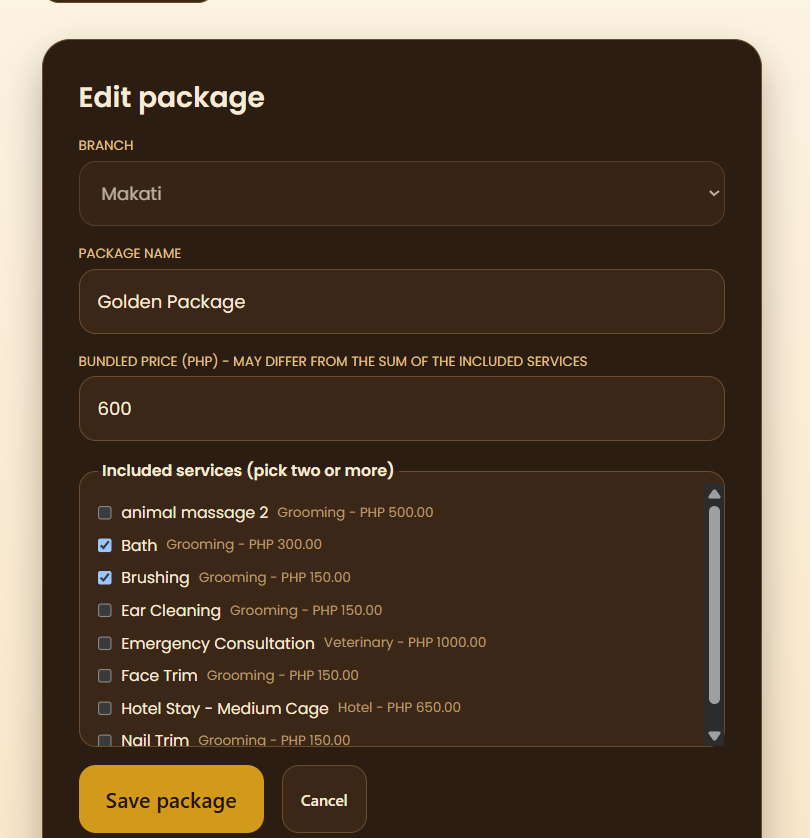 Edit package
BRANCH
Makati
PACKAGE NAME
Golden Package
BUNDLED PRICE (PHP) - MAY DIFFER FROM THE SUM OF THE INCLUDED SERVICES
600
Included services (pick two or more)
animal massage 2 Grooming - PHP 500.00
Bath Grooming - PHP 300.00
Brushing Grooming - PHP 150.00
Ear Cleaning Grooming - PHP 150.00
Emergency Consultation Veterinary - PHP 1000.00
Face Trim Grooming - PHP 150.00
Hotel Stay - Medium Cage Hotel - PHP 650.00
Nail Trim Grooming - PHP 150.00
Save package Cancel